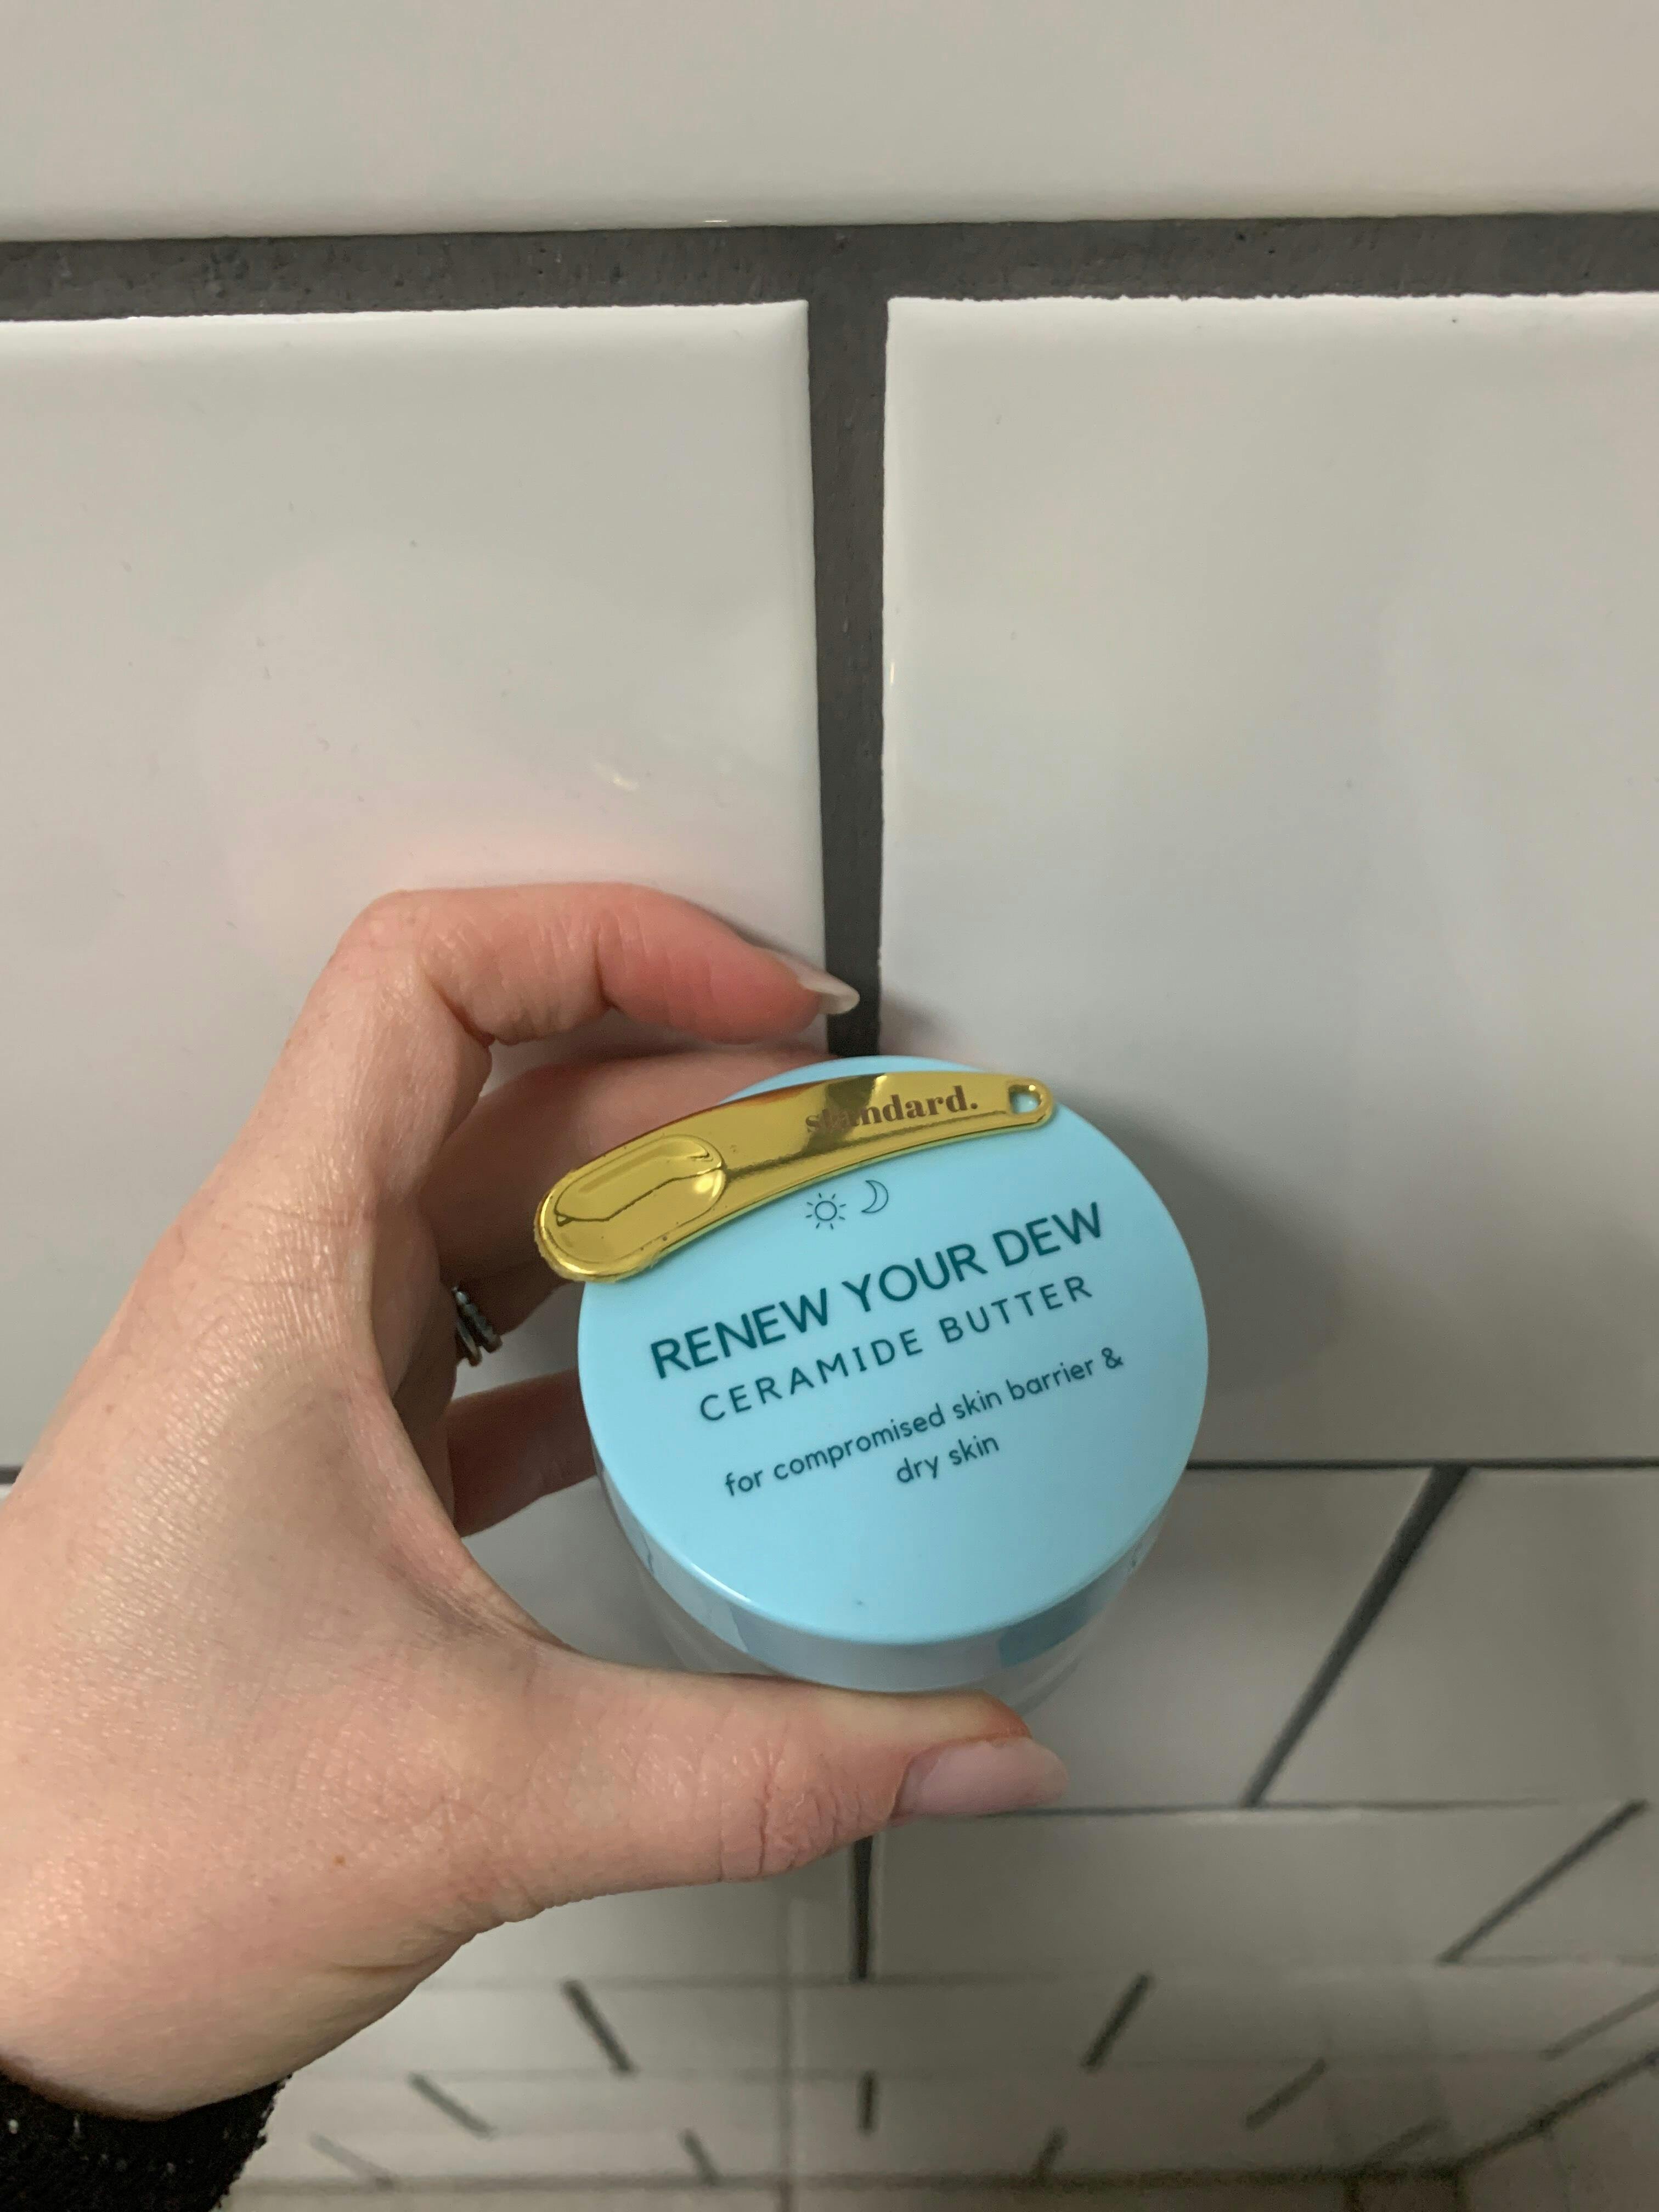 standard.
RENEW YOUR DEW
CERAMIDE BUTTER
for compromised skin barrier &
dry skin